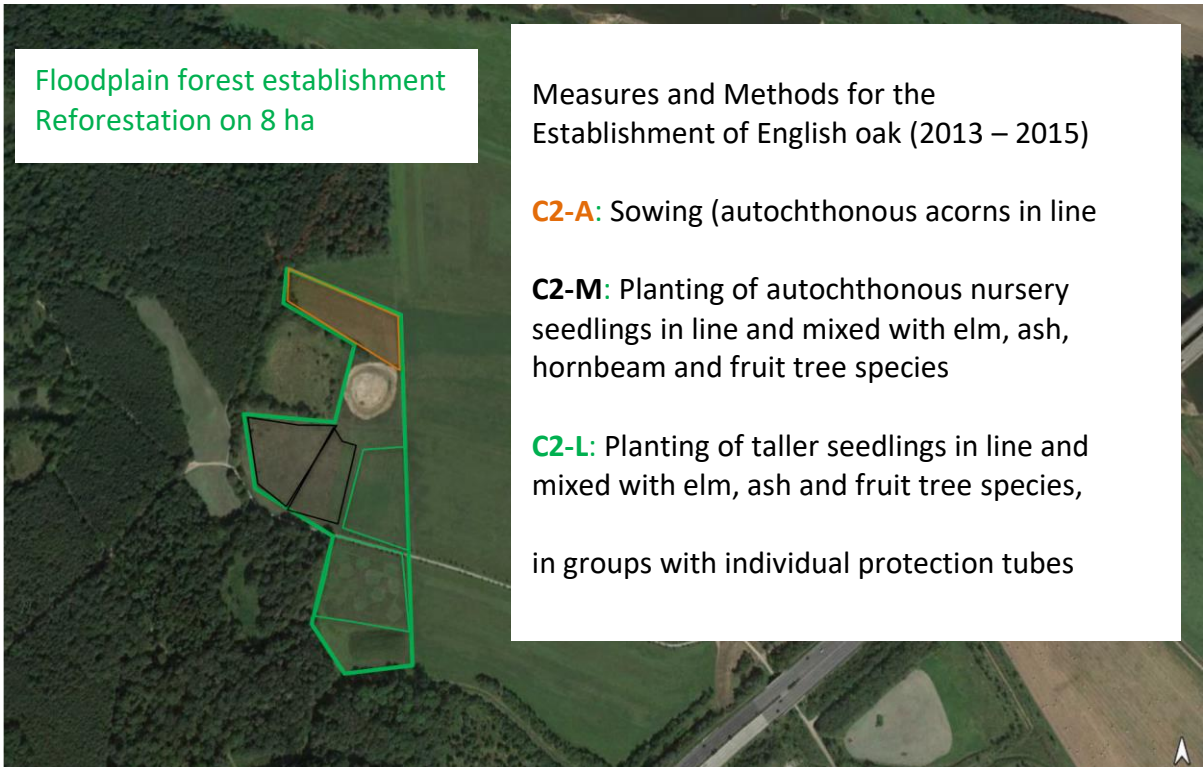 Floodplain forest establishment
Reforestation on 8 ha
Measures and Methods for the
Establishment of English oak (2013 – 2015)
C2-A: Sowing (autochthonous acorns in line
C2-M: Planting of autochthonous nursery
seedlings in line and mixed with elm, ash,
hornbeam and fruit tree species
C2-L: Planting of taller seedlings in line and
mixed with elm, ash and fruit tree species,
in groups with individual protection tubes